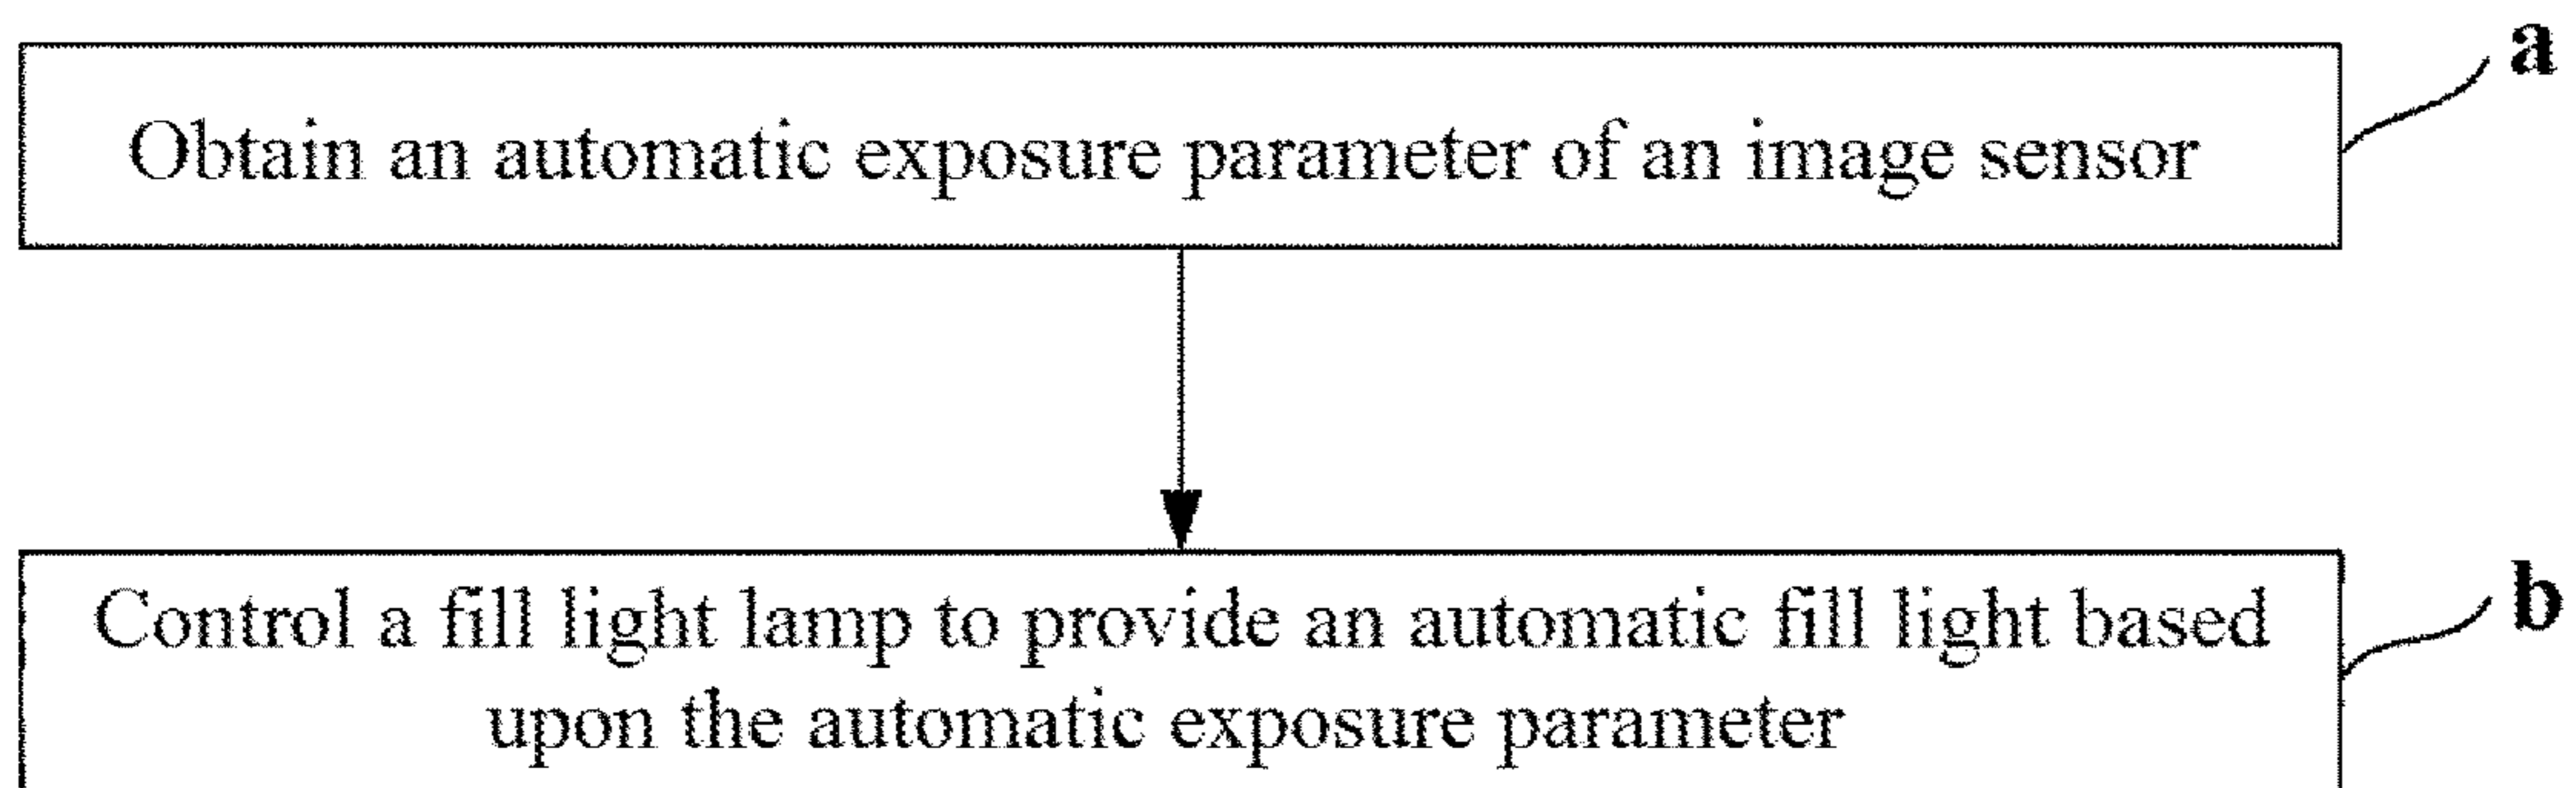 a
Obtain an automatic exposure parameter of an image sensor
b
Control a fill light lamp to provide an automatic fill light based
upon the automatic exposure parameter